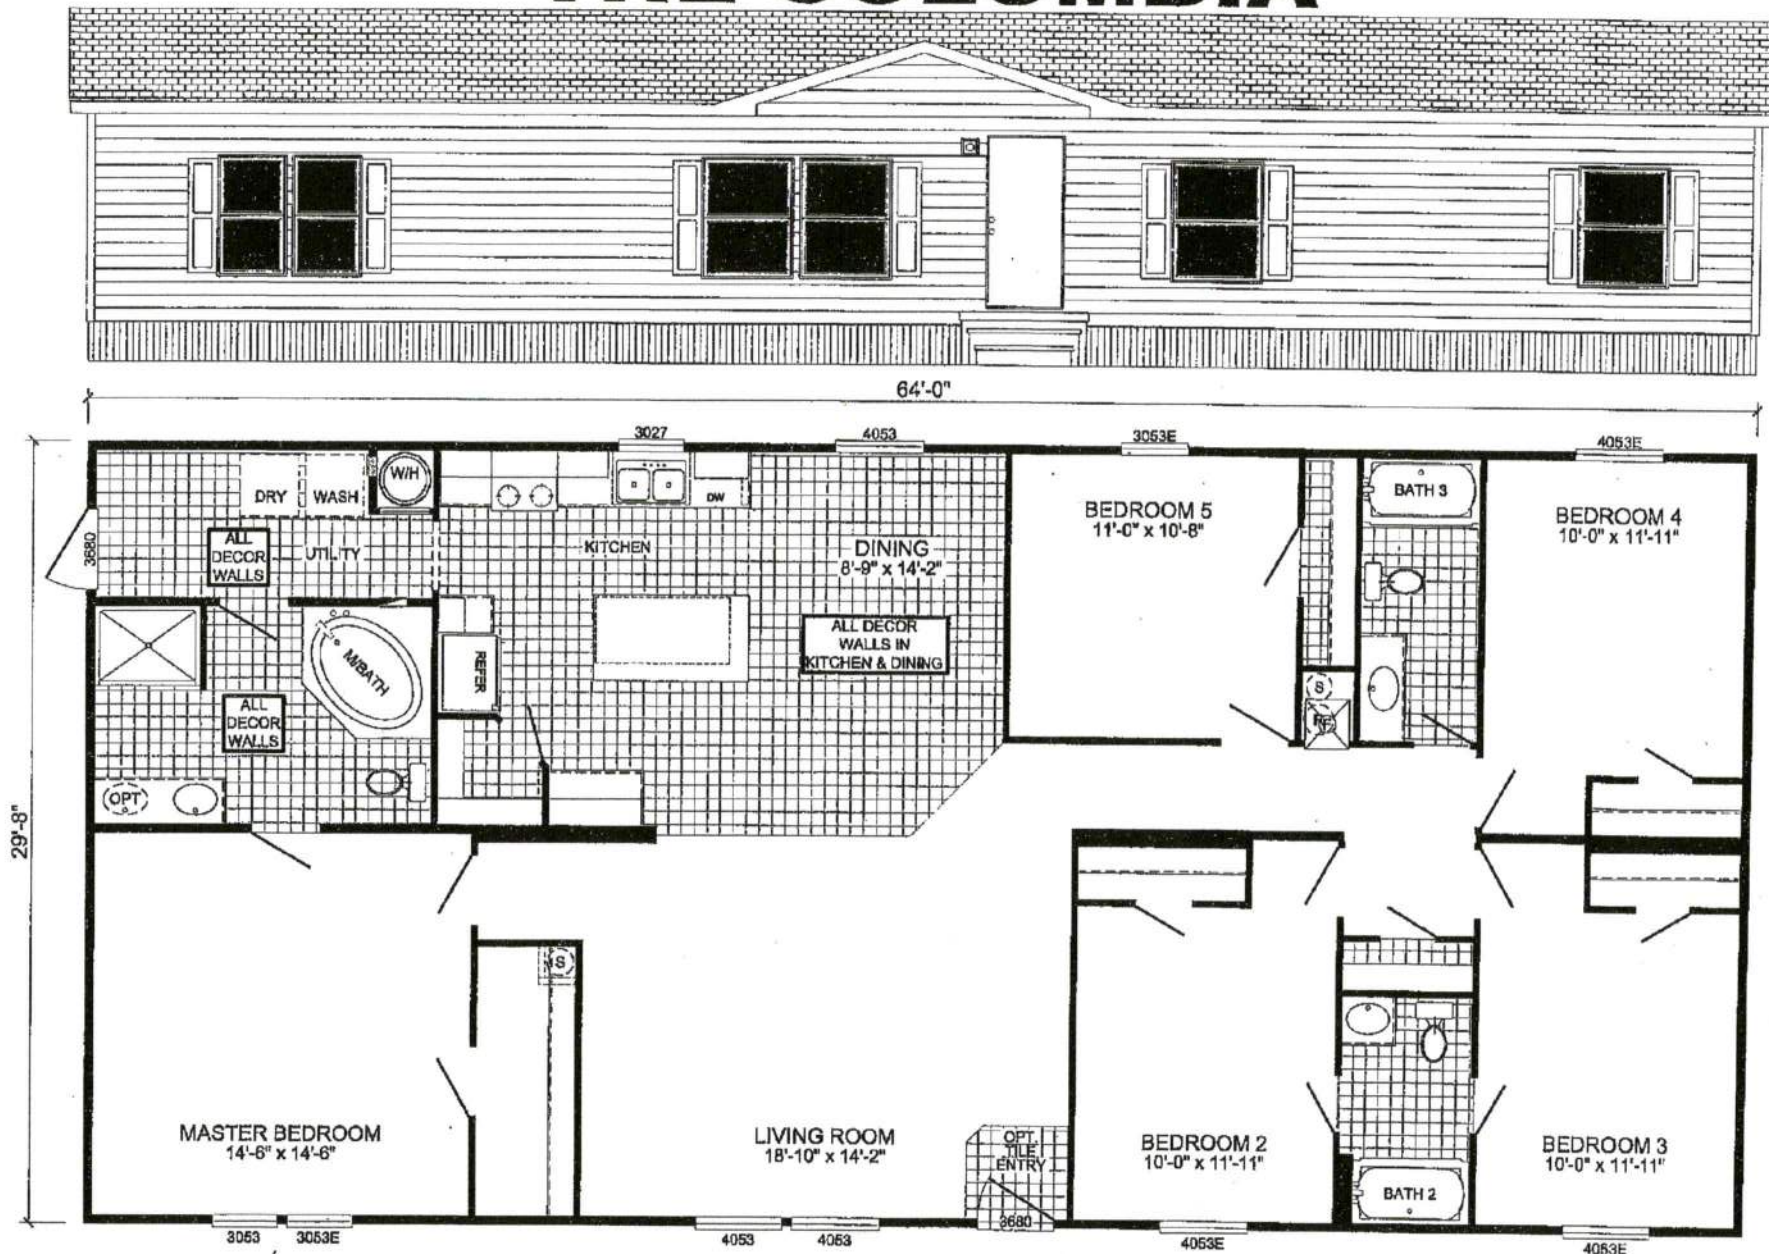 THE COLUMBIA
64'-0"
29'-8"
3027
4053
3053E
4053E
3680
DRY
WASH
W/H
ALL
DECOR
WALLS
UTILITY
KITCHEN
DW
DINING
8'-9" x 14'-2"
ALL DECOR
WALLS IN
KITCHEN & DINING
REFER
M/BATH
ALL
DECOR
WALLS
OPT
BEDROOM 5
11'-0" x 10'-8"
BATH 3
S
BEDROOM 4
10'-0" x 11'-11"
S
MASTER BEDROOM
14'-6" x 14'-6"
LIVING ROOM
18'-10" x 14'-2"
OPT.
TILE
ENTRY
3680
BEDROOM 2
10'-0" x 11'-11"
BATH 2
BEDROOM 3
10'-0" x 11'-11"
3053
3053E
4053
4053
4053E
4053E